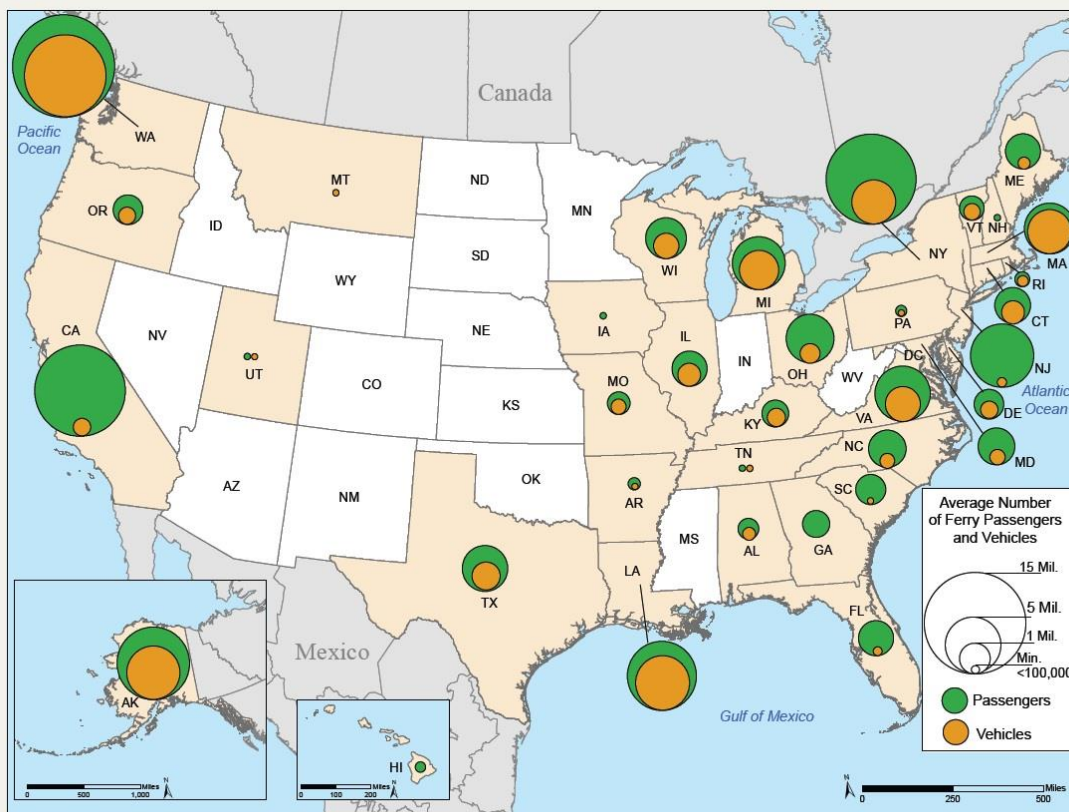 Canada
Pacific
Ocean
WA
MT
ND
MN
ME
OR
ID
VT
NH
WI
NY
MA
SD
MI
RI
WY
CT
IA
PA
CA
NV
NE
NJ
UT
IL
OH
DC
Atlantic
Ocean
IN
WV
CO
MO
DE
KS
KY
VA
MD
NC
TN
AZ
NM
OK
AR
SC
MS
AL
GA
LA
TX
FL
Mexico
AK
HI
Gulf of Mexico
Average Number
of Ferry Passengers
and Vehicles
15 Mil.
5 Mil.
1 Mil.
Min.
<100,000
Passengers
Vehicles
N
Miles
0 500 1,000
N
Miles
0 100 200
N
Miles
0 250 500